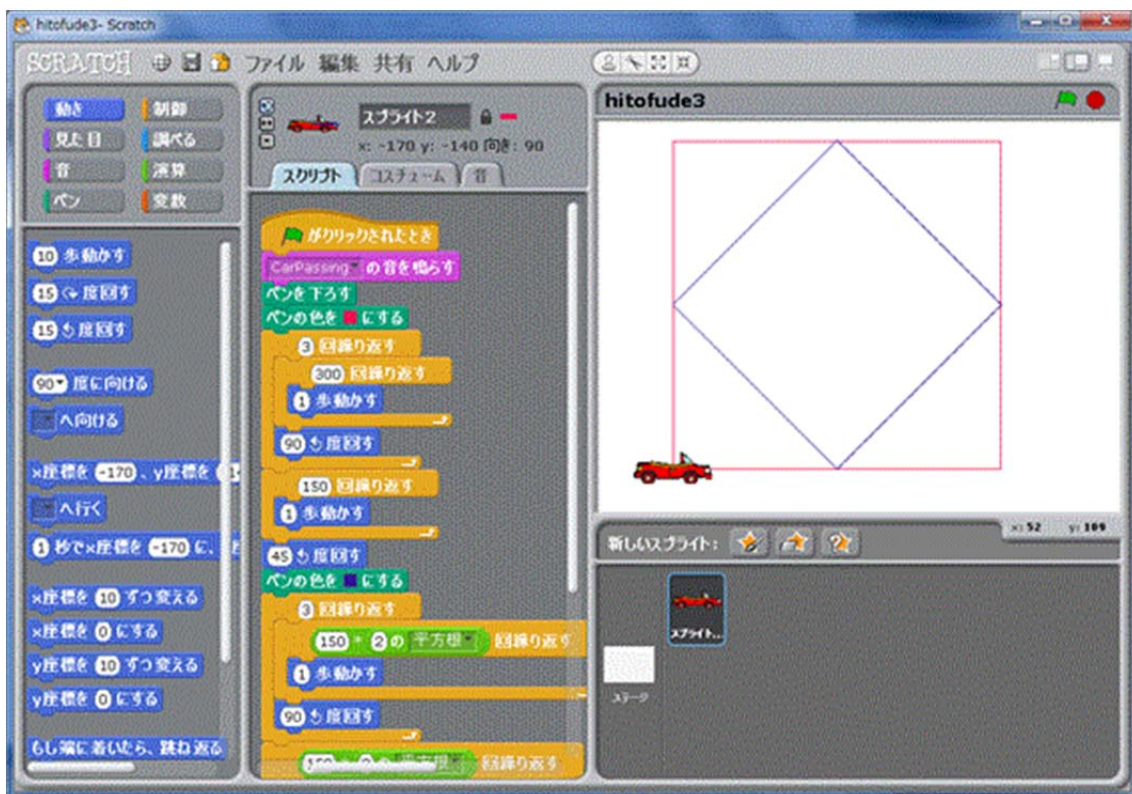 hitofude3- Scratch
SCRATCH ファイル 編集 共有 ヘルプ
動き 制御
見た目 調べる
音 演算
ペン 変数
10 歩動かす
15 度回す
15 度回す
90 度に向ける
へ向ける
x座標を -170 、y座標を
へ行く
1 秒でx座標を -170 に、
x座標を 10 ずつ変える
x座標を 0 にする
y座標を 10 ずつ変える
y座標を 0 にする
もし端に着いたら、跳ね返る
スプライト2
x: -170 y: -140 向き: 90
スクリプト コスチューム 音
がクリックされたとき
CarPassing の音を鳴らす
ペンを下ろす
ペンの色を にする
3 回繰り返す
300 回繰り返す
1 歩動かす
90 度回す
150 回繰り返す
1 歩動かす
45 度回す
ペンの色を にする
3 回繰り返す
150 * 2 の 平方根 回繰り返す
1 歩動かす
90 度回す
150 * 2 の 平方根 回繰り返す
hitofude3
x: 52 y: 109
新しいスプライト:
スプライト...
ステージ